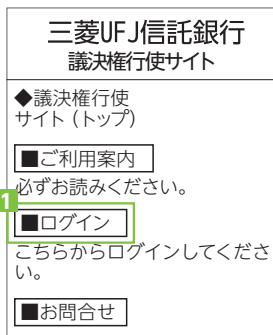 三菱UFJ信託銀行
議決権行使サイト
◆議決権行使
サイト（トップ）
■ご利用案内
必ずお読みください。
1
■ログイン
こちらからログインしてくださ
い。
■お問合せ